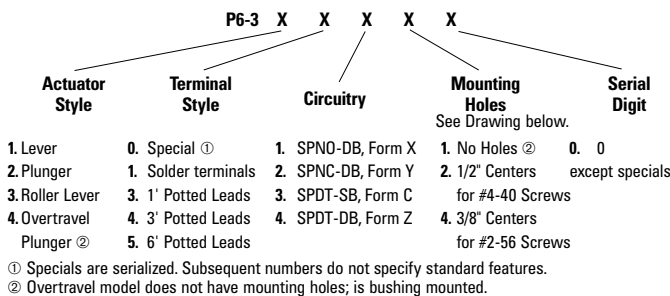 P6-3 X X X X X
Actuator Style
Terminal Style
Circuitry
Mounting Holes
See Drawing below.
Serial Digit
1. Lever
2. Plunger
3. Roller Lever
4. Overtravel
Plunger ②
0. Special ①
1. Solder terminals
3. 1' Potted Leads
4. 3' Potted Leads
5. 6' Potted Leads
1. SPNO-DB, Form X
2. SPNC-DB, Form Y
3. SPDT-SB, Form C
4. SPDT-DB, Form Z
1. No Holes ②
2. 1/2" Centers
for #4-40 Screws
4. 3/8" Centers
for #2-56 Screws
0. 0
except specials
① Specials are serialized. Subsequent numbers do not specify standard features.
② Overtravel model does not have mounting holes; is bushing mounted.